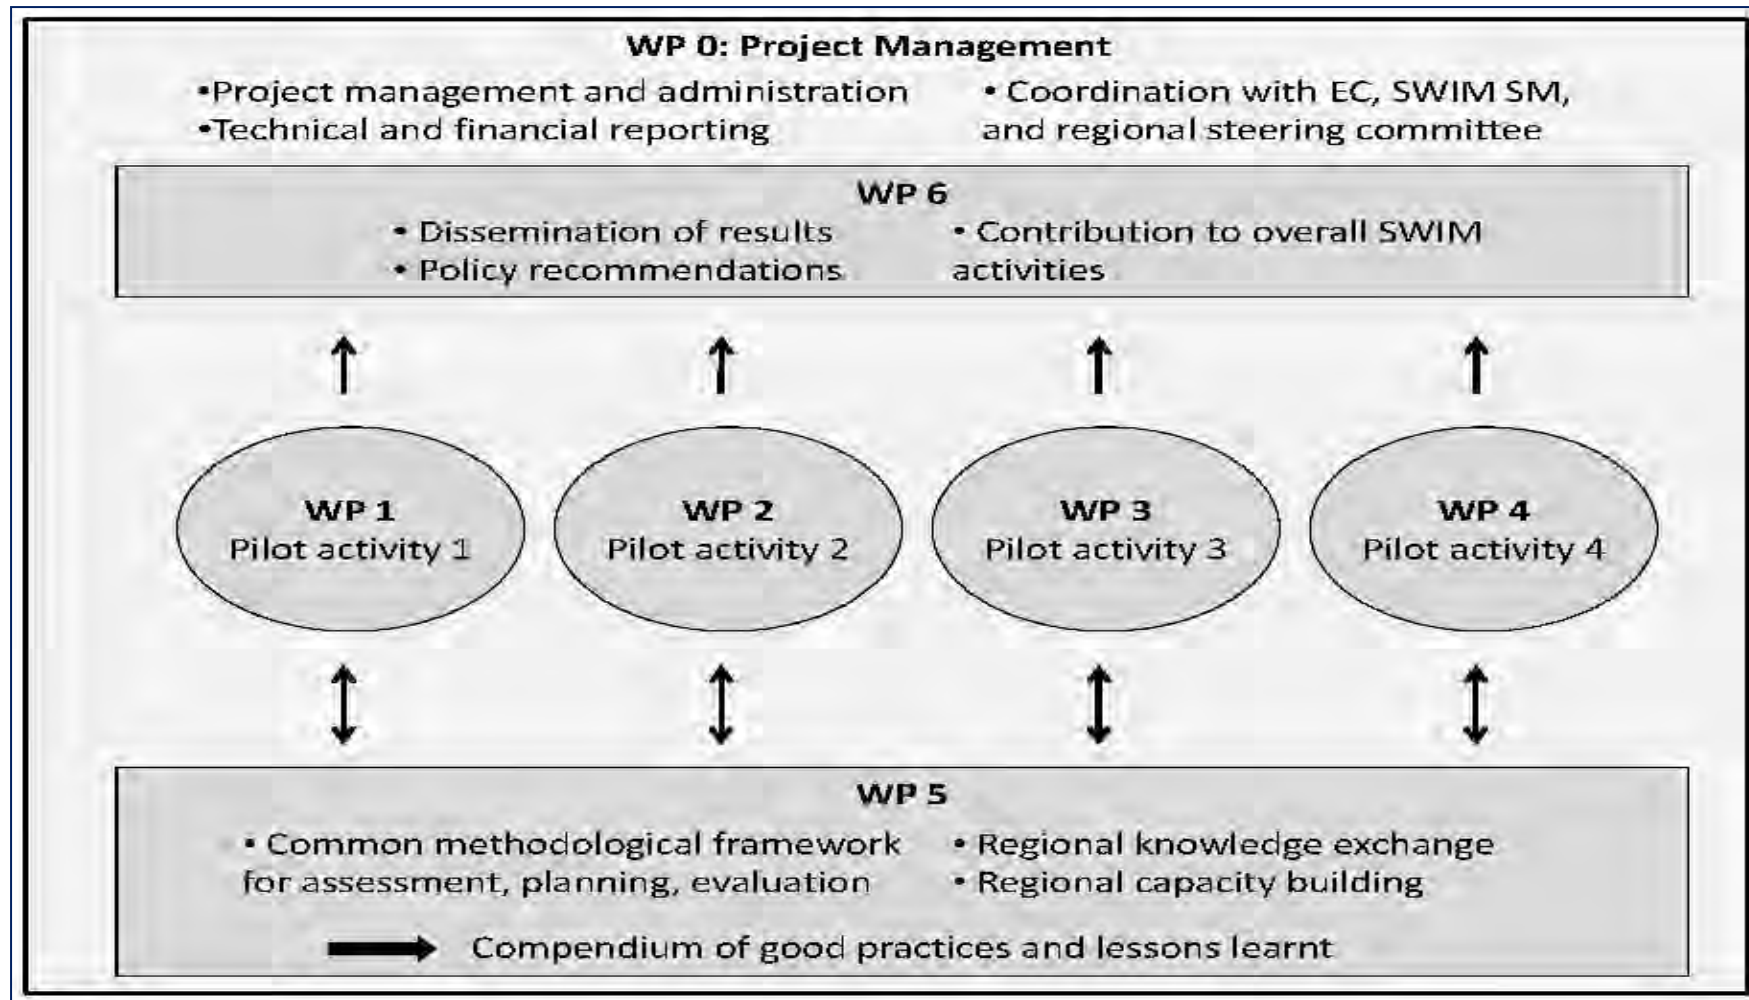 WP 0: Project Management
•Project management and administration
•Technical and financial reporting
• Coordination with EC, SWIM SM,
and regional steering committee
WP 6
• Dissemination of results
• Policy recommendations
• Contribution to overall SWIM
activities
WP 1
Pilot activity 1
WP 2
Pilot activity 2
WP 3
Pilot activity 3
WP 4
Pilot activity 4
WP 5
• Common methodological framework
for assessment, planning, evaluation
• Regional knowledge exchange
• Regional capacity building
Compendium of good practices and lessons learnt